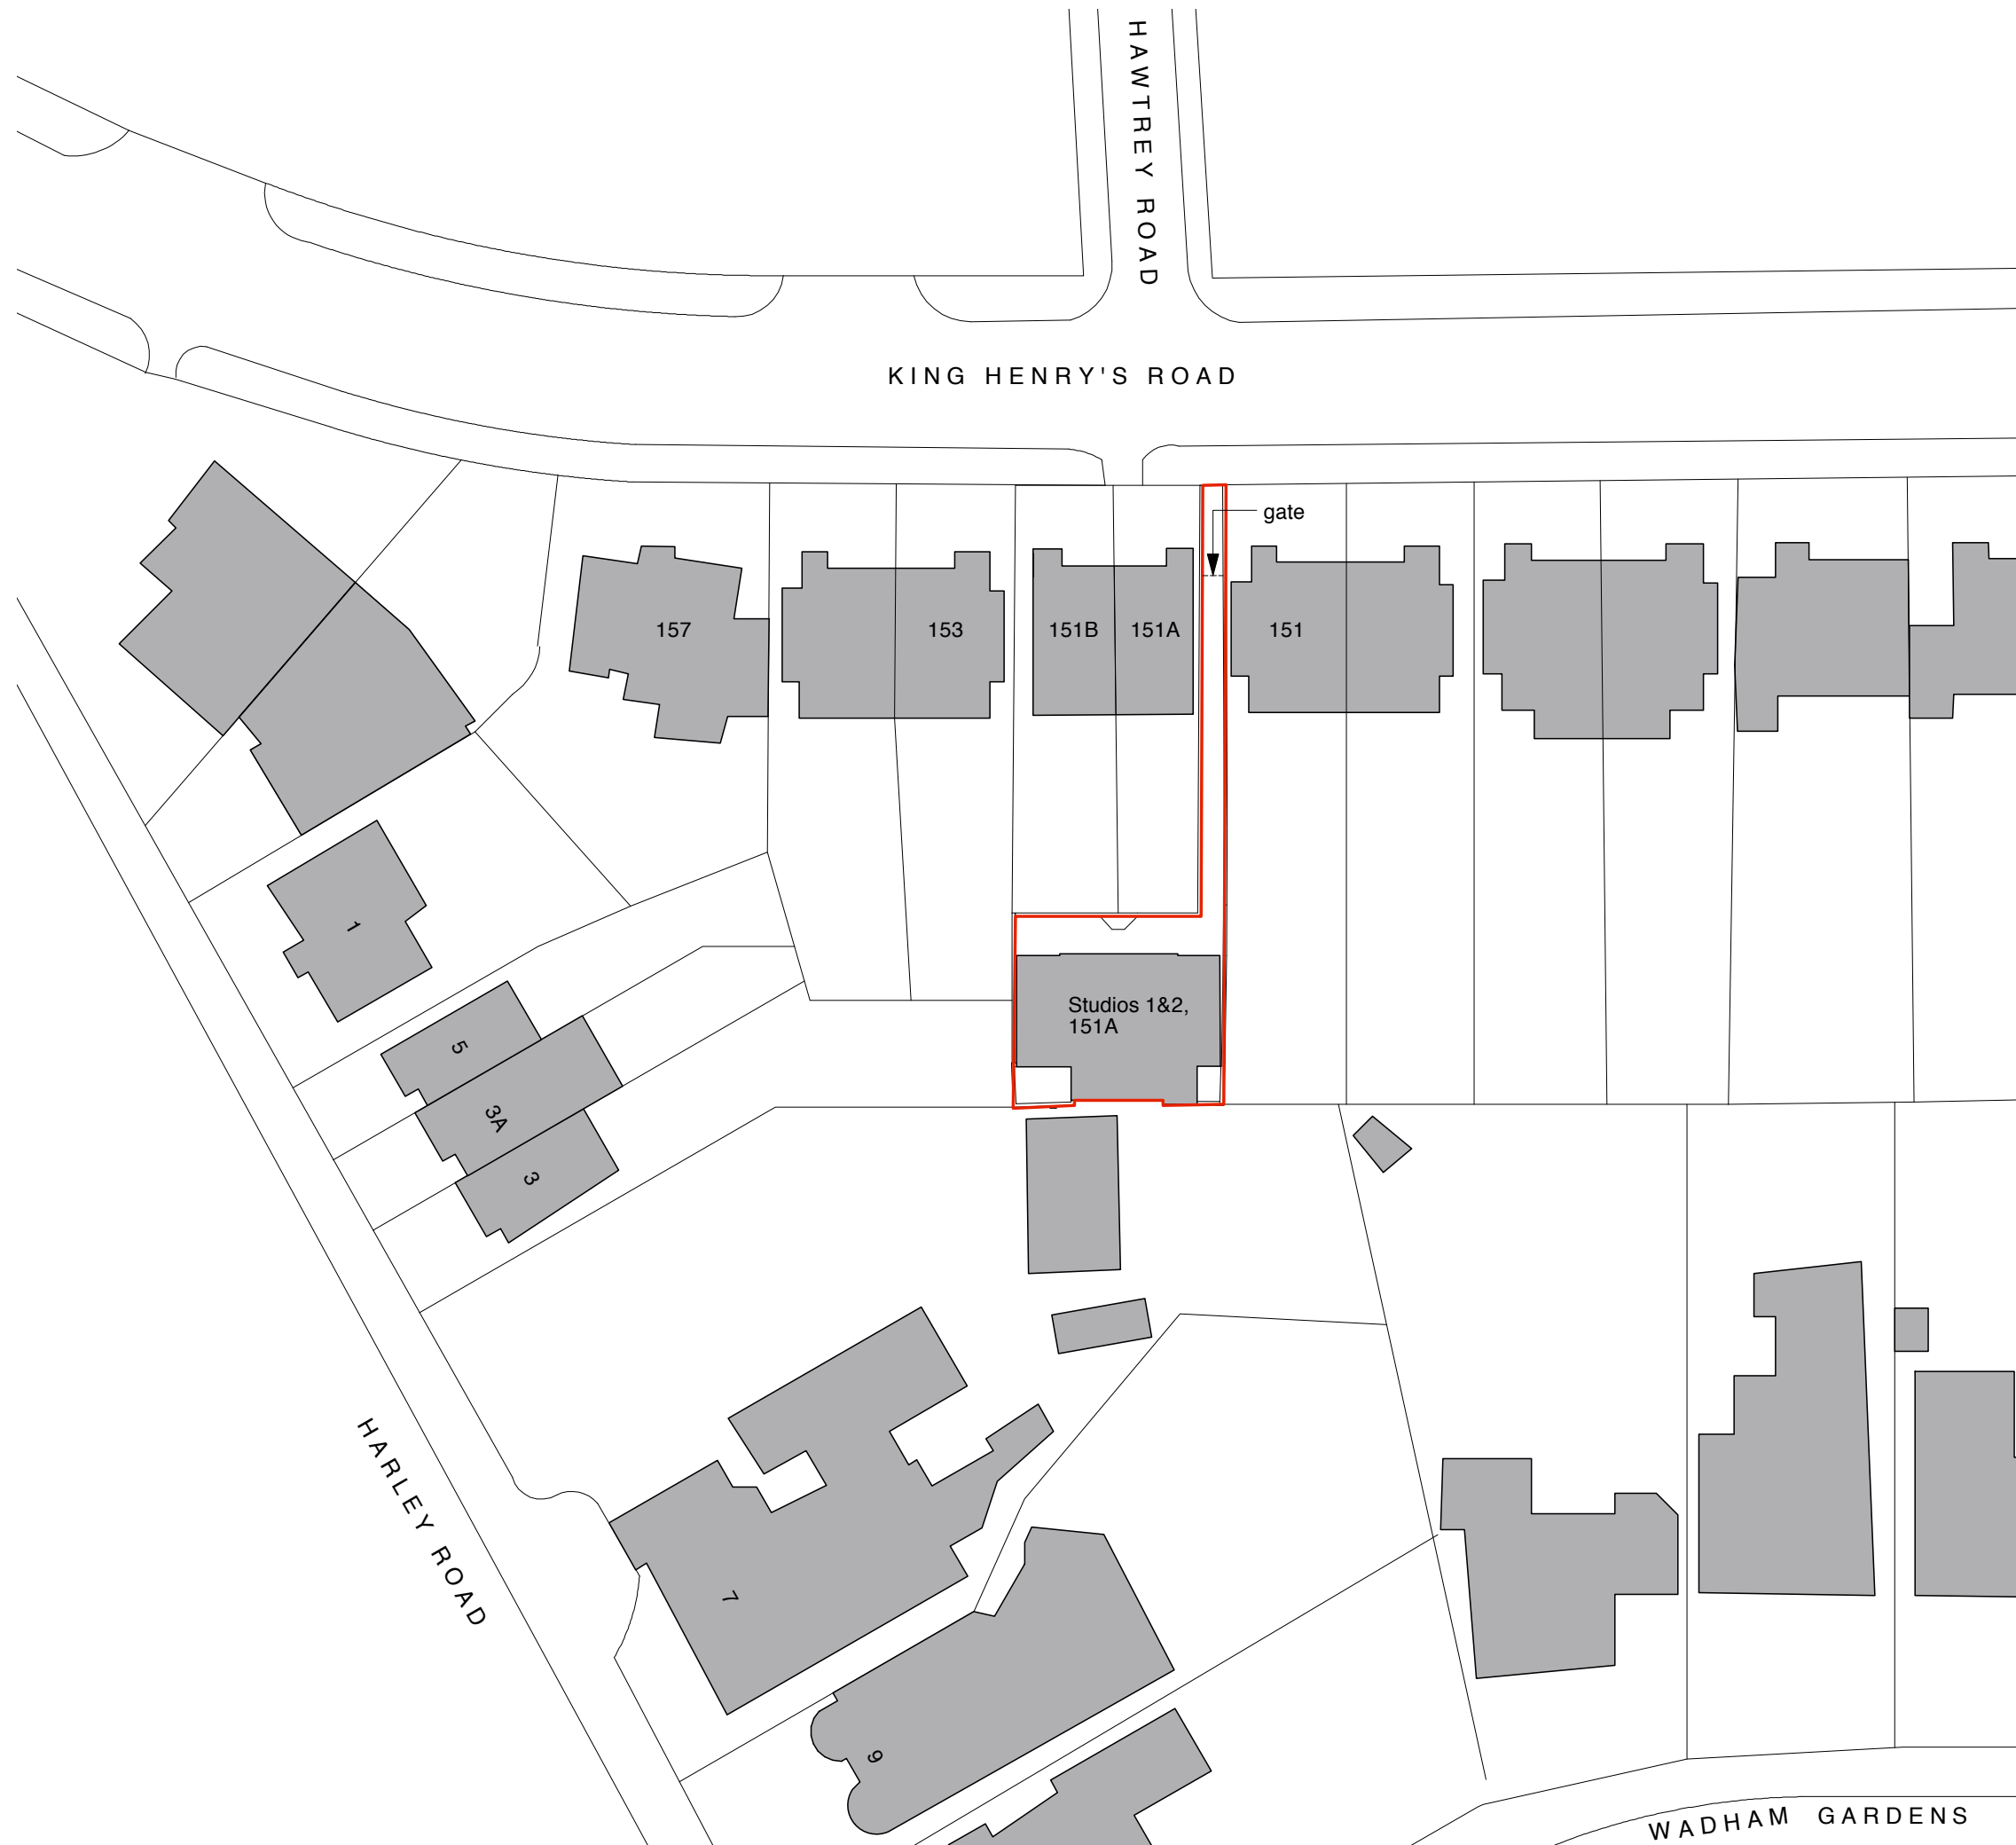 HAWTREY ROAD
KING HENRY'S ROAD
gate
157
153
151B
151A
151
1
Studios 1&2,
151A
5
3A
3
HARLEY ROAD
7
9
WADHAM GARDENS